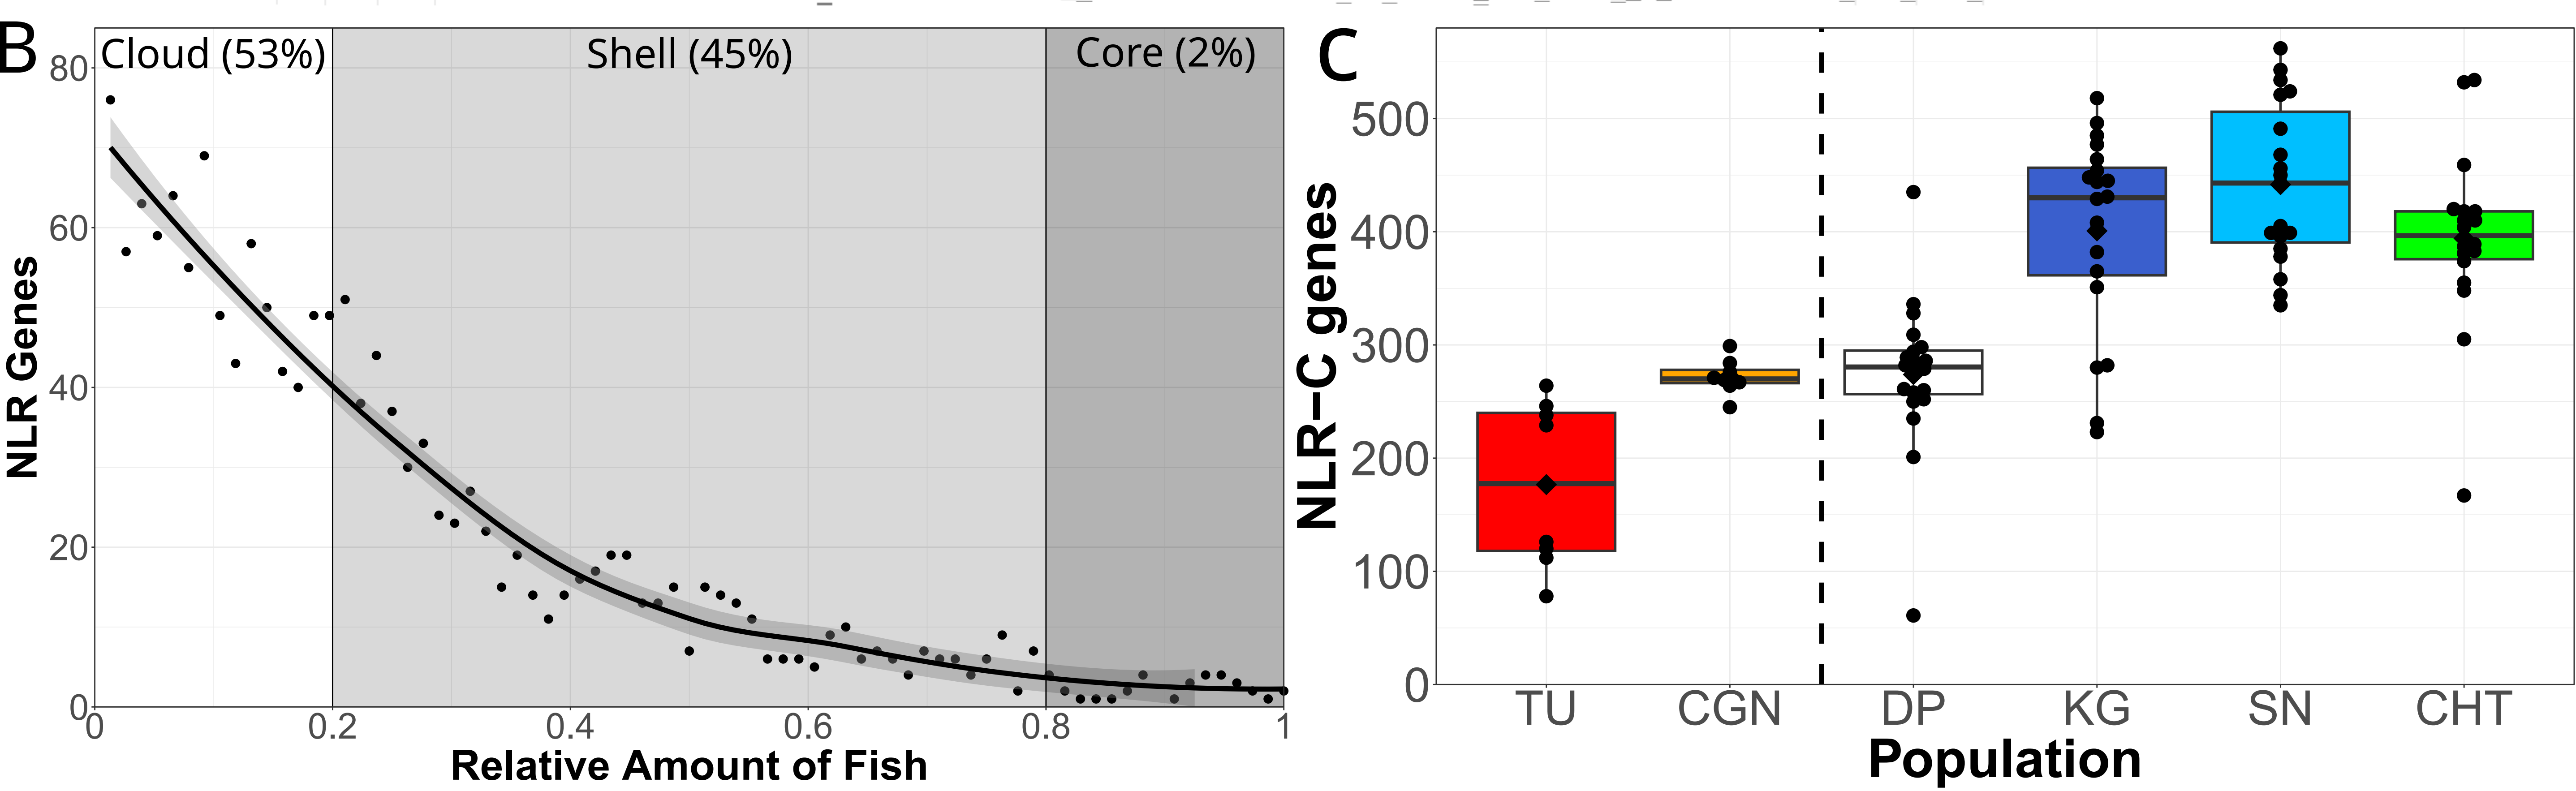 B
Cloud (53%)
Shell (45%)
Core (2%)
80
60
40
20
0
NLR Genes
0
0.2
0.4
0.6
0.8
1
Relative Amount of Fish
C
500
400
300
200
100
0
NLR−C genes
TU
CGN
DP
KG
SN
CHT
Population